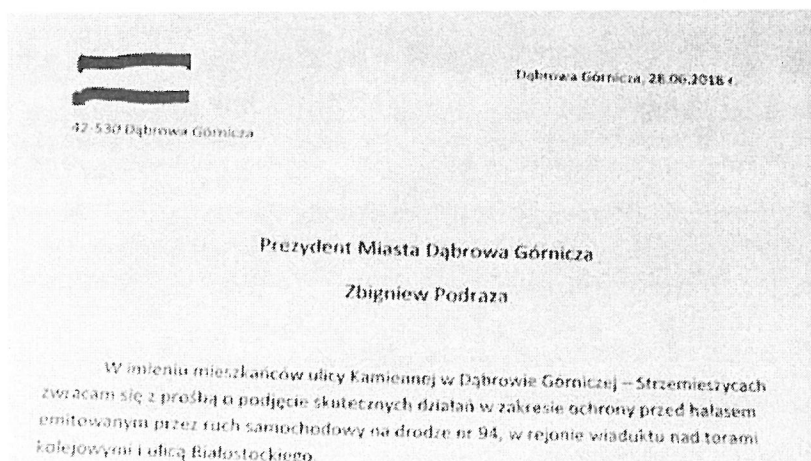 Dąbrowa Górnicza, 28.06.2018 r.
42-530 Dąbrowa Górnicza
Prezydent Miasta Dąbrowa Górnicza
Zbigniew Podraza
W imieniu mieszkańców ulicy Kamiennej w Dąbrowie Górniczej – Strzemieszycach
zwracam się z prośbą o podjęcie skutecznych działań w zakresie ochrony przed hałasem
emitowanym przez ruch samochodowy na drodze nr 94, w rejonie wiaduktu nad torami
kolejowymi i ulicą Białostockiego.